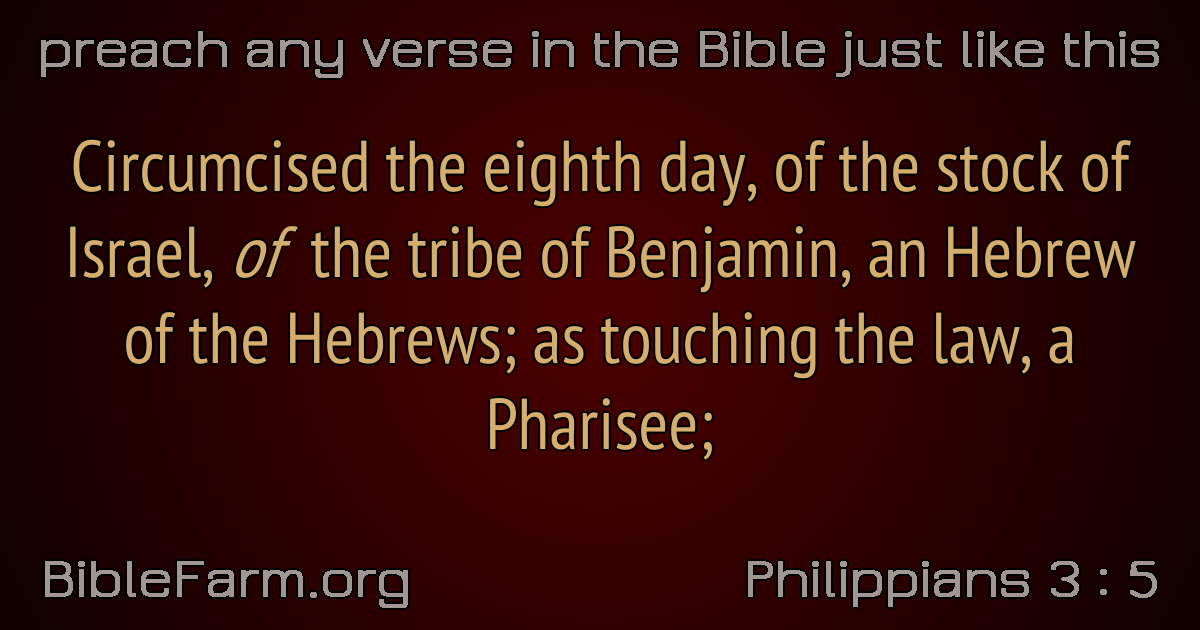 preach any verse in the Bible just like this
Circumcised the eighth day, of the stock of
Israel, of the tribe of Benjamin, an Hebrew
of the Hebrews; as touching the law, a
Pharisee;
BibleFarm.org
Philippians 3 : 5